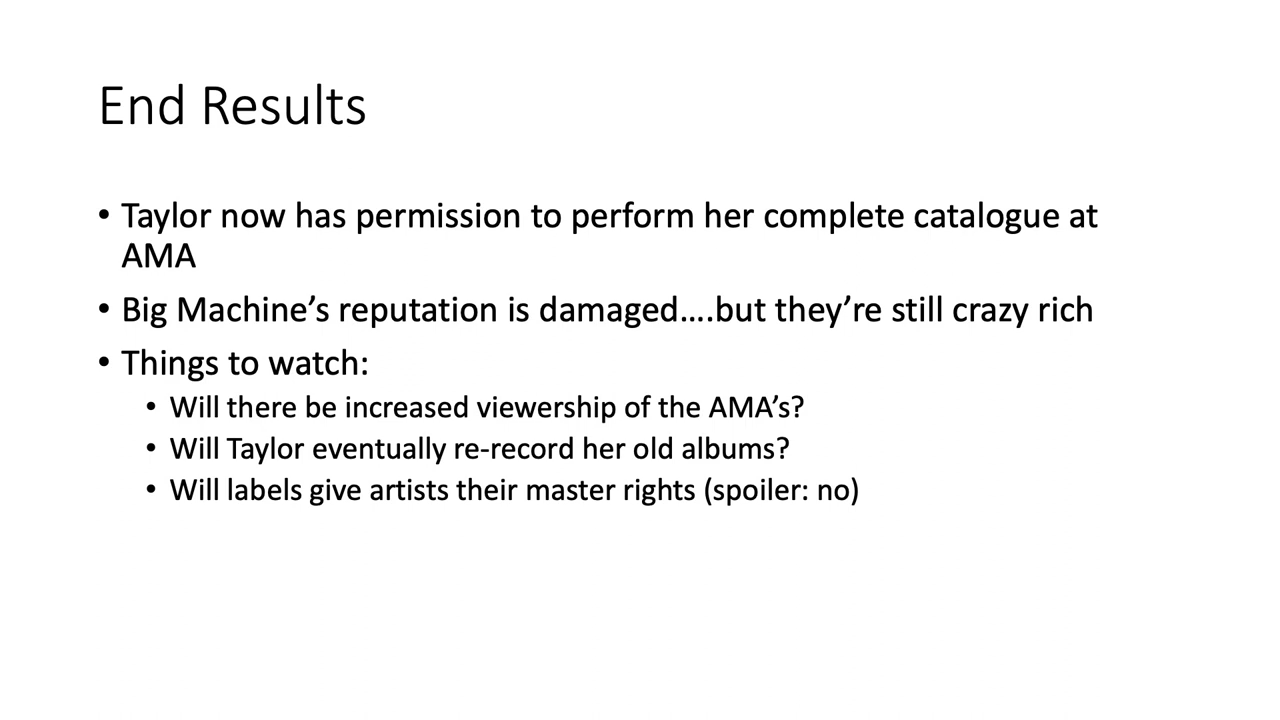 End Results
• Taylor now has permission to perform her complete catalogue at
AMA
• Big Machine’s reputation is damaged….but they’re still crazy rich
• Things to watch:
• Will there be increased viewership of the AMA’s?
• Will Taylor eventually re-record her old albums?
• Will labels give artists their master rights (spoiler: no)